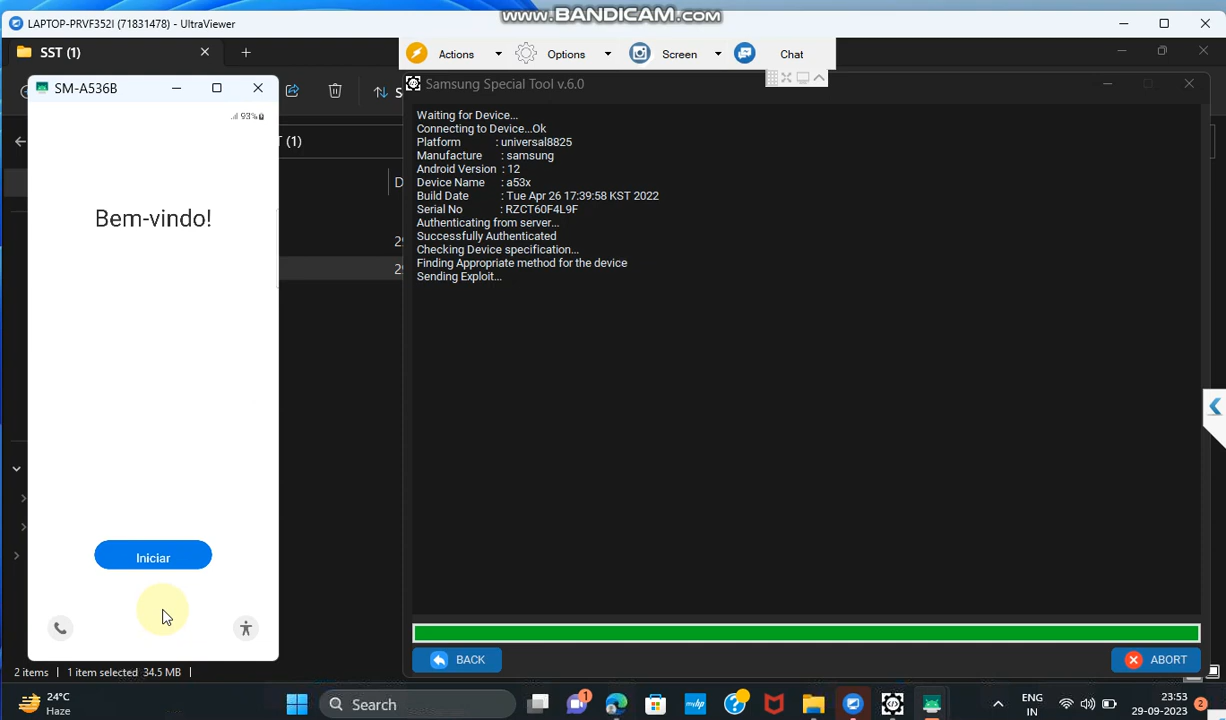 www.BANDICAM.com
LAPTOP-PRVF352I (71831478) - UltraViewer
SST (1)
Actions
Options
Screen
Chat
SM-A536B
Samsung Special Tool v.6.0
93%
Waiting for Device...
Connecting to Device...Ok
Platform : universal8825
Manufacture : samsung
Android Version : 12
Device Name : a53x
Build Date : Tue Apr 26 17:39:58 KST 2022
Serial No : RZCT60F4L9F
Authenticating from server...
Successfully Authenticated
Checking Device specification...
Finding Appropriate method for the device
Sending Exploit...
(1)
Bem-vindo!
Iniciar
BACK
ABORT
2 items
1 item selected 34.5 MB
24°C
Haze
Search
1
ENG
IN
23:53
29-09-2023
2